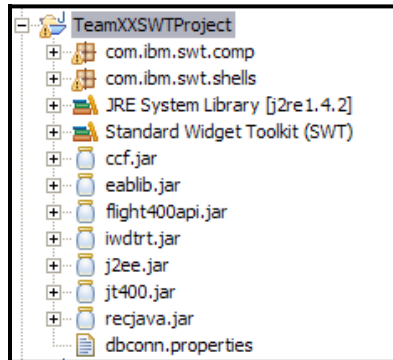 TeamXXSWTProject
com.ibm.swt.comp
com.ibm.swt.shells
JRE System Library [j2re1.4.2]
Standard Widget Toolkit (SWT)
ccf.jar
eablib.jar
flight400api.jar
iwdtrt.jar
j2ee.jar
jt400.jar
recjava.jar
dbconn.properties